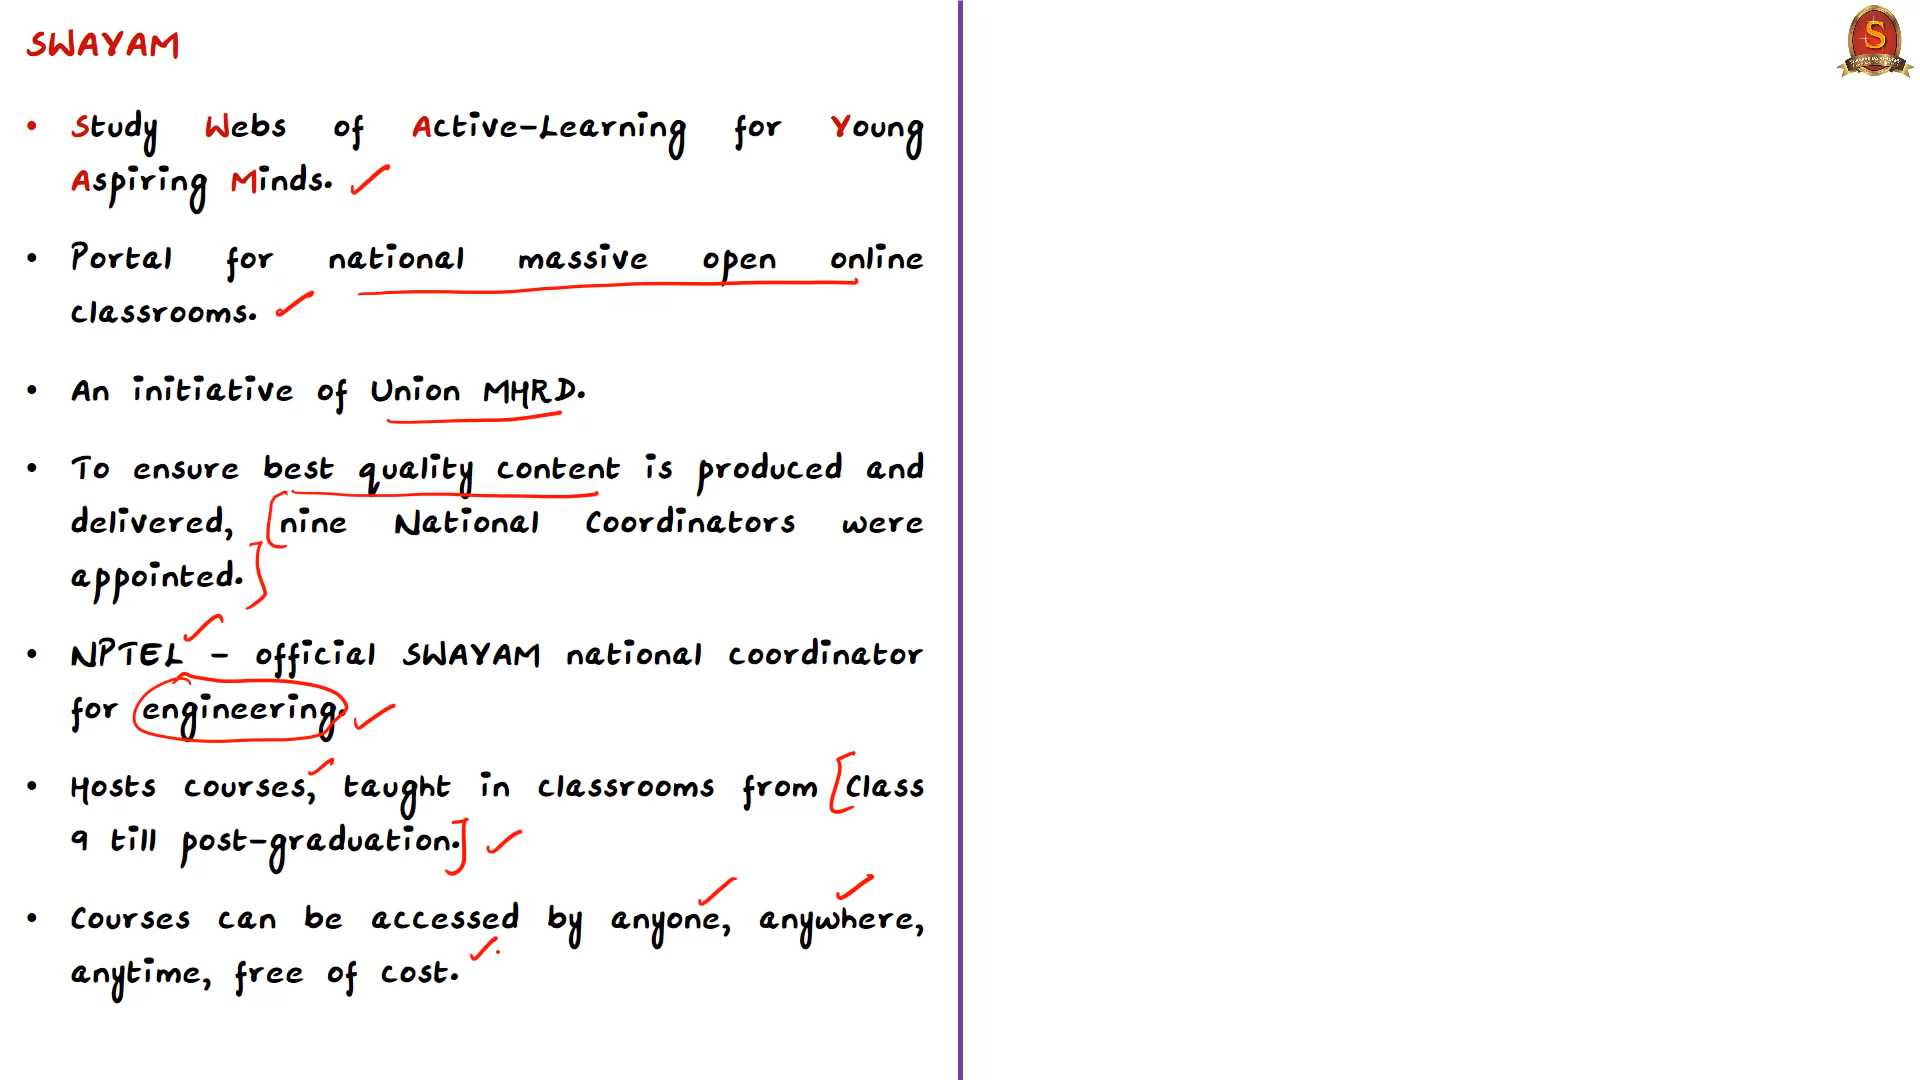 SWAYAM
• Study Webs of Active-Learning for Young
Aspiring Minds.
• Portal for national massive open online
classrooms.
• An initiative of Union MHRD.
• To ensure best quality content is produced and
delivered, nine National Coordinators were
appointed.
• NPTEL - official SWAYAM national coordinator
for engineering.
• Hosts courses, taught in classrooms from Class
9 till post-graduation.
• Courses can be accessed by anyone, anywhere,
anytime, free of cost.
S